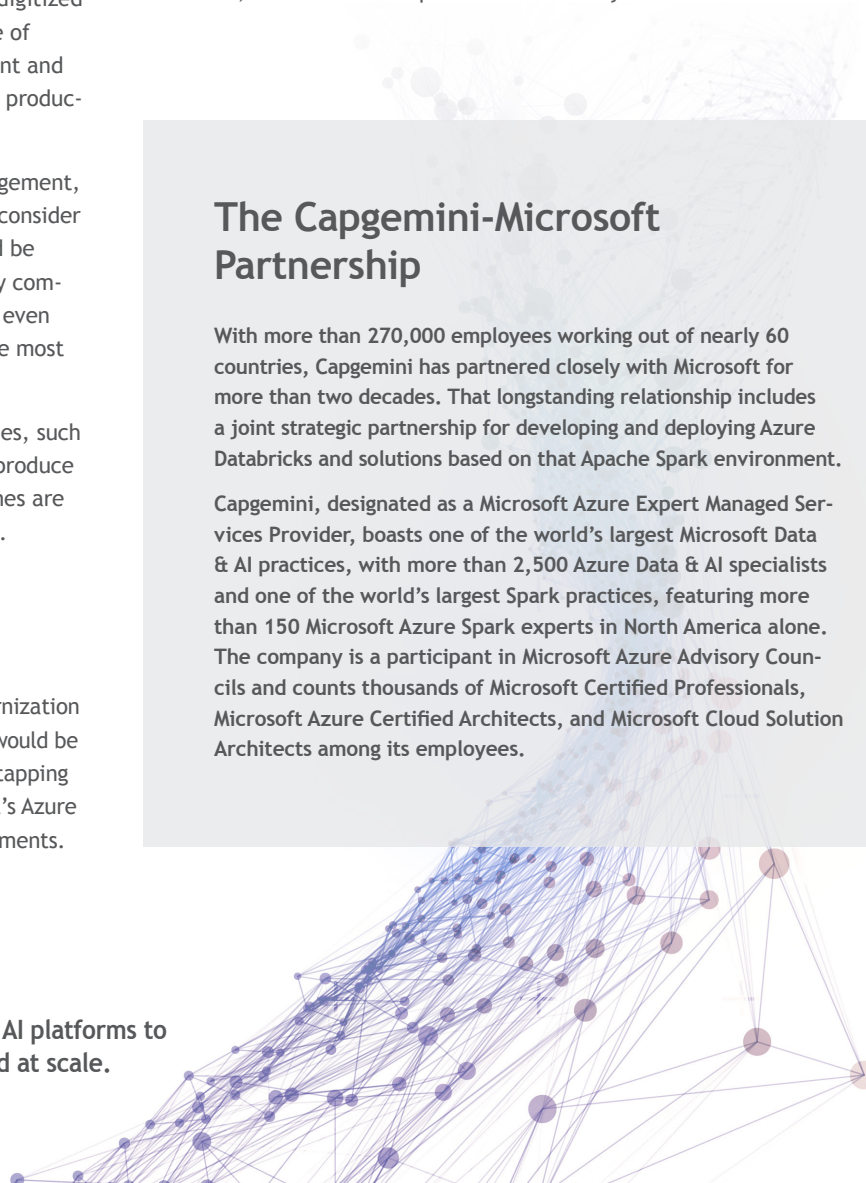 digitized
of
nt and
produc-
gement,
consider
be
com-
even
most
es, such
produce
are
.
rnization
would be
tapping
's Azure
ments.
AI platforms to
at scale.
The Capgemini-Microsoft
Partnership
With more than 270,000 employees working out of nearly 60
countries, Capgemini has partnered closely with Microsoft for
more than two decades. That longstanding relationship includes
a joint strategic partnership for developing and deploying Azure
Databricks and solutions based on that Apache Spark environment.
Capgemini, designated as a Microsoft Azure Expert Managed Ser-
vices Provider, boasts one of the world's largest Microsoft Data
& AI practices, with more than 2,500 Azure Data & AI specialists
and one of the world's largest Spark practices, featuring more
than 150 Microsoft Azure Spark experts in North America alone.
The company is a participant in Microsoft Azure Advisory Coun-
cils and counts thousands of Microsoft Certified Professionals,
Microsoft Azure Certified Architects, and Microsoft Cloud Solution
Architects among its employees.